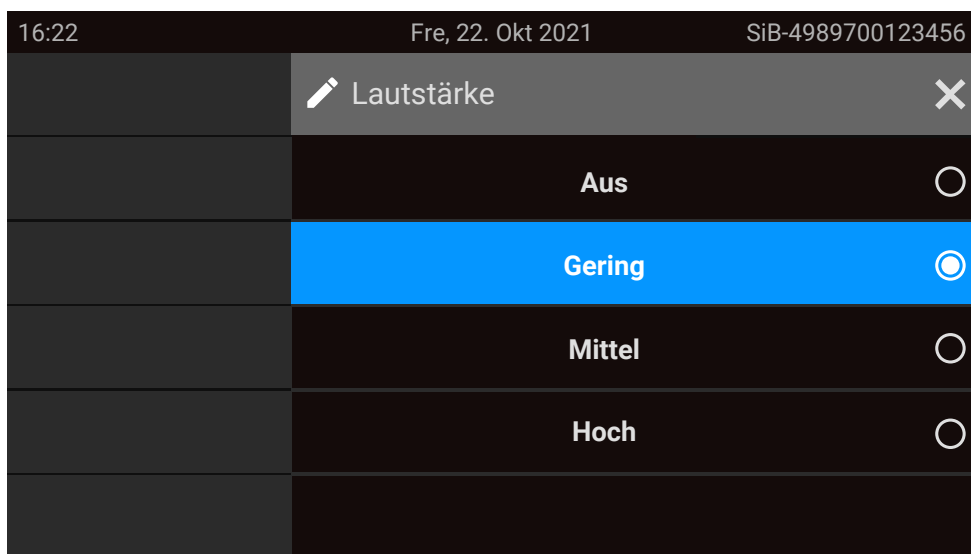 16:22 Fre, 22. Okt 2021 SiB-4989700123456
Lautstärke
Aus
Gering
Mittel
Hoch